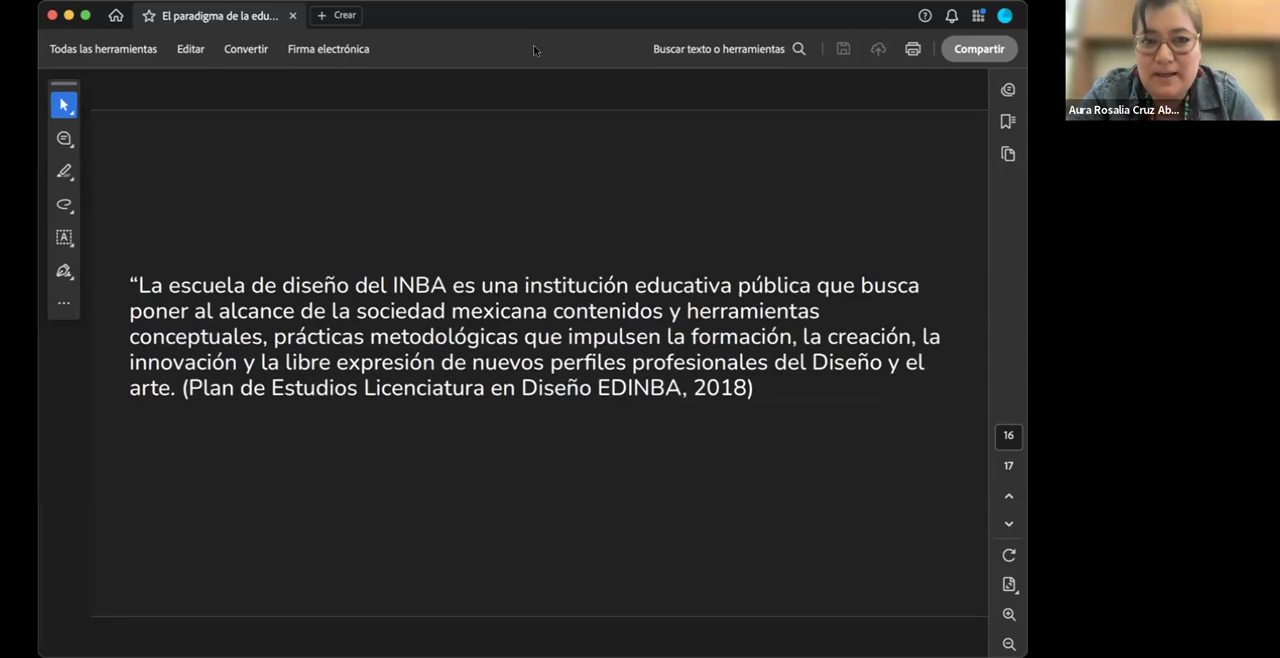 El paradigma de la edu...
Crear
Todas las herramientas
Editar
Convertir
Firma electrónica
Buscar texto o herramientas
Compartir
Aura Rosalia Cruz Ab...
“La escuela de diseño del INBA es una institución educativa pública que busca
poner al alcance de la sociedad mexicana contenidos y herramientas
conceptuales, prácticas metodológicas que impulsen la formación, la creación, la
innovación y la libre expresión de nuevos perfiles profesionales del Diseño y el
arte. (Plan de Estudios Licenciatura en Diseño EDINBA, 2018)
16
17